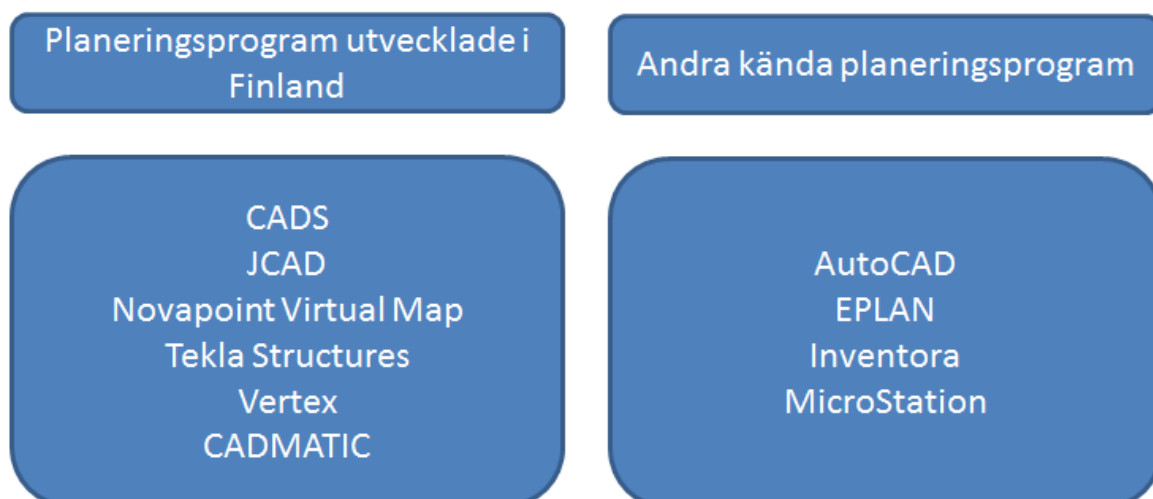 Planeringsprogram utvecklade i
Finland
Andra kända planeringsprogram
CADS
JCAD
Novapoint Virtual Map
Tekla Structures
Vertex
CADMATIC
AutoCAD
EPLAN
Inventora
MicroStation